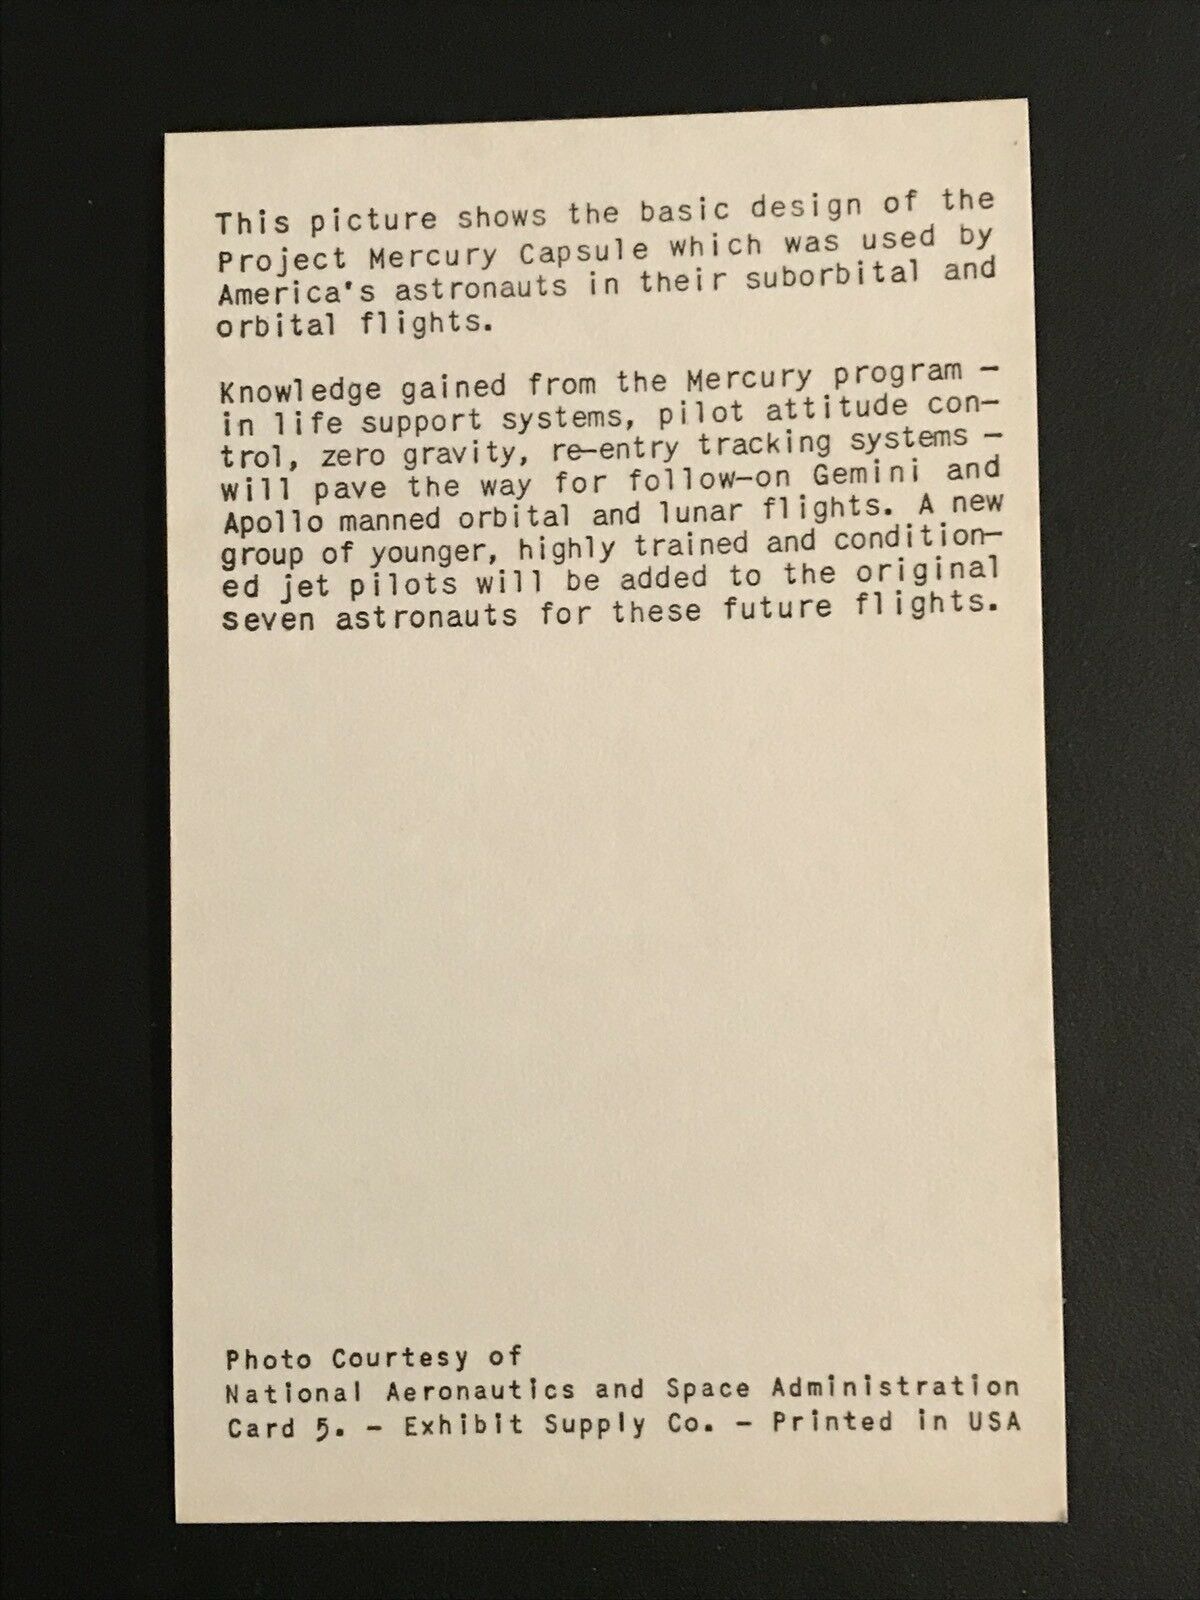 This picture shows the basic design of the
Project Mercury Capsule which was used by
America's astronauts in their suborbital and
orbital flights.
Knowledge gained from the Mercury program -
in life support systems, pilot attitude con-
trol, zero gravity, re-entry tracking systems -
will pave the way for follow-on Gemini and
Apollo manned orbital and lunar flights. A new
group of younger, highly trained and condition-
ed jet pilots will be added to the original
seven astronauts for these future flights.
Photo Courtesy of
National Aeronautics and Space Administration
Card 5. - Exhibit Supply Co. - Printed in USA